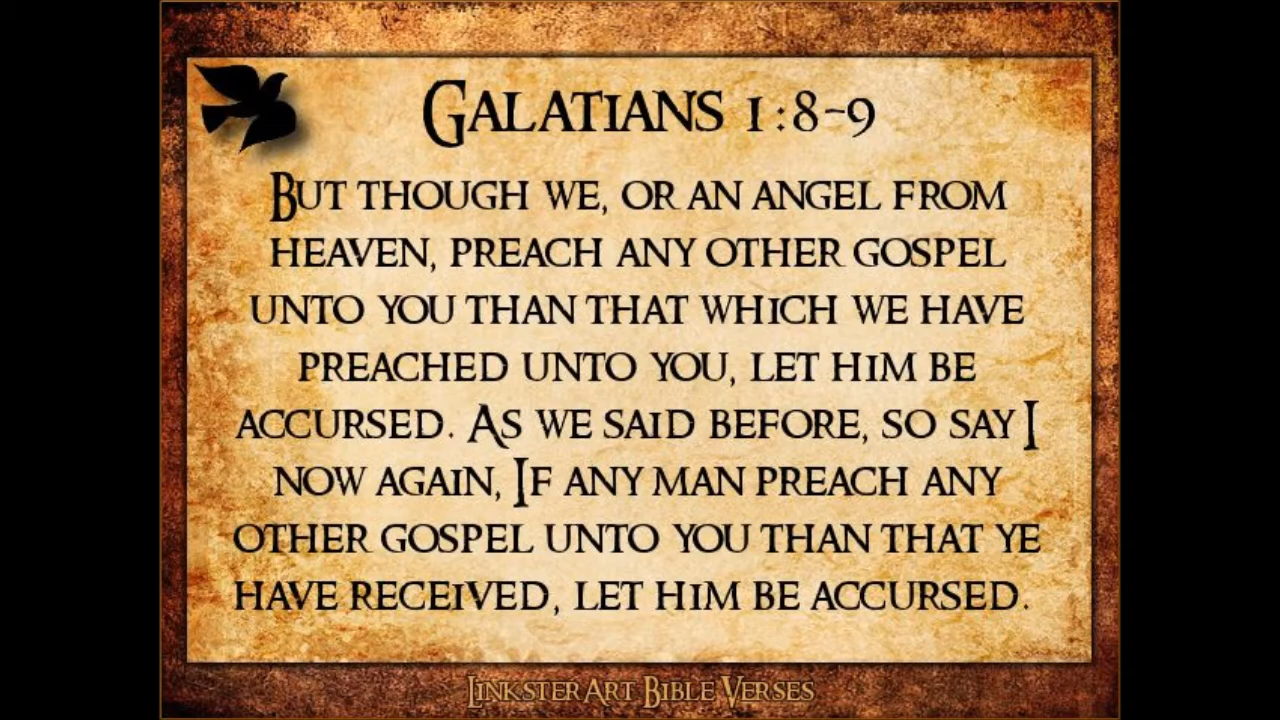 Galatians 1:8-9
But though we, or an angel from
heaven, preach any other gospel
unto you than that which we have
preached unto you, let him be
accursed. As we said before, so say I
now again, If any man preach any
other gospel unto you than that ye
have received, let him be accursed.
LinksterArt Bible Verses